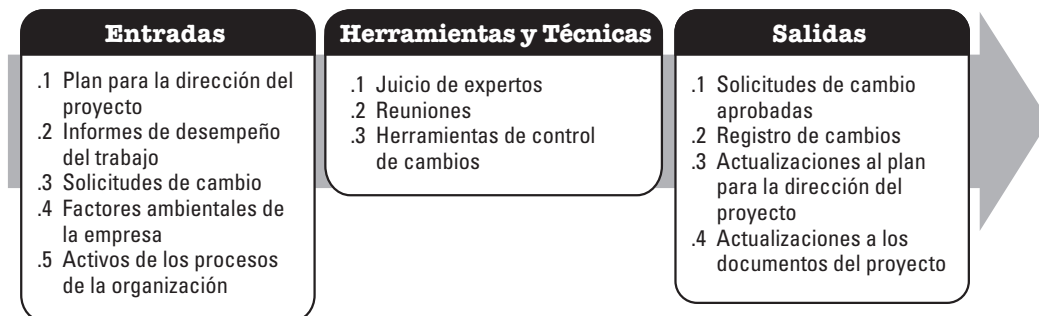 Entradas
.1 Plan para la dirección del
proyecto
.2 Informes de desempeño
del trabajo
.3 Solicitudes de cambio
.4 Factores ambientales de
la empresa
.5 Activos de los procesos
de la organización
Herramientas y Técnicas
.1 Juicio de expertos
.2 Reuniones
.3 Herramientas de control
de cambios
Salidas
.1 Solicitudes de cambio
aprobadas
.2 Registro de cambios
.3 Actualizaciones al plan
para la dirección del
proyecto
.4 Actualizaciones a los
documentos del proyecto